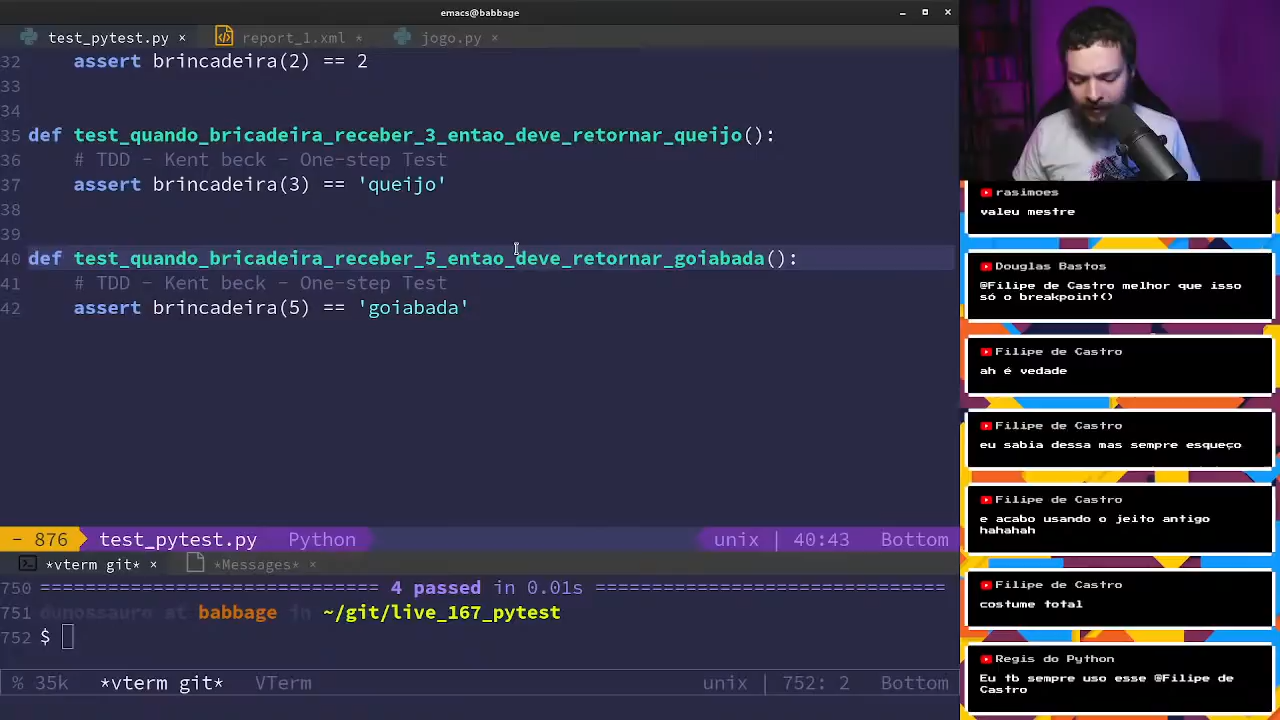 emacs@babbage
test_pytest.py × report_1.xml * jogo.py ×
32 assert brincadeira(2) == 2
33
34
35 def test_quando_bricadeira_receber_3_entao_deve_retornar_queijo():
36 # TDD - Kent beck - One-step Test
37 assert brincadeira(3) == 'queijo'
38
39
40 def test_quando_bricadeira_receber_5_entao_deve_retornar_goiabada():
41 # TDD - Kent beck - One-step Test
42 assert brincadeira(5) == 'goiabada'
- 876 test_pytest.py Python unix | 40:43 Bottom
*vterm git* × *Messages* ×
750 ============================== 4 passed in 0.01s ================================
751 dunossauro at babbage in ~/git/live_167_pytest
752 $
% 35k *vterm git* VTerm unix | 752: 2 Bottom
rasimoes
valeu mestre
Douglas Bastos
@Filipe de Castro melhor que isso
só o breakpoint()
Filipe de Castro
ah é vedade
Filipe de Castro
eu sabia dessa mas sempre esqueço
Filipe de Castro
e acabo usando o jeito antigo
hahahah
Filipe de Castro
costume total
Regis do Python
Eu tb sempre uso esse @Filipe de
Castro